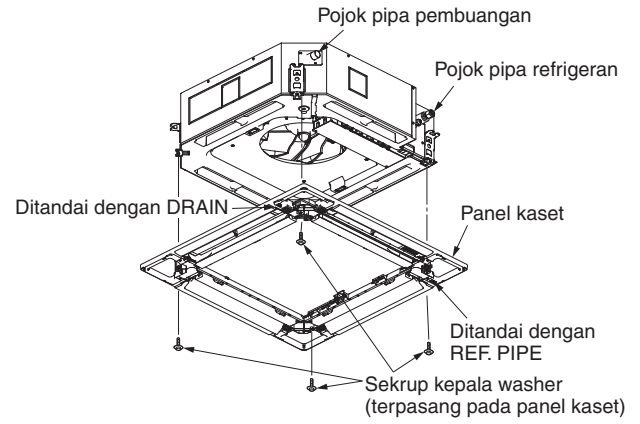 Pojok pipa pembuangan
Pojok pipa refrigeran
Ditandai dengan DRAIN
Panel kaset
Ditandai dengan
REF. PIPE
Sekrup kepala washer
(terpasang pada panel kaset)